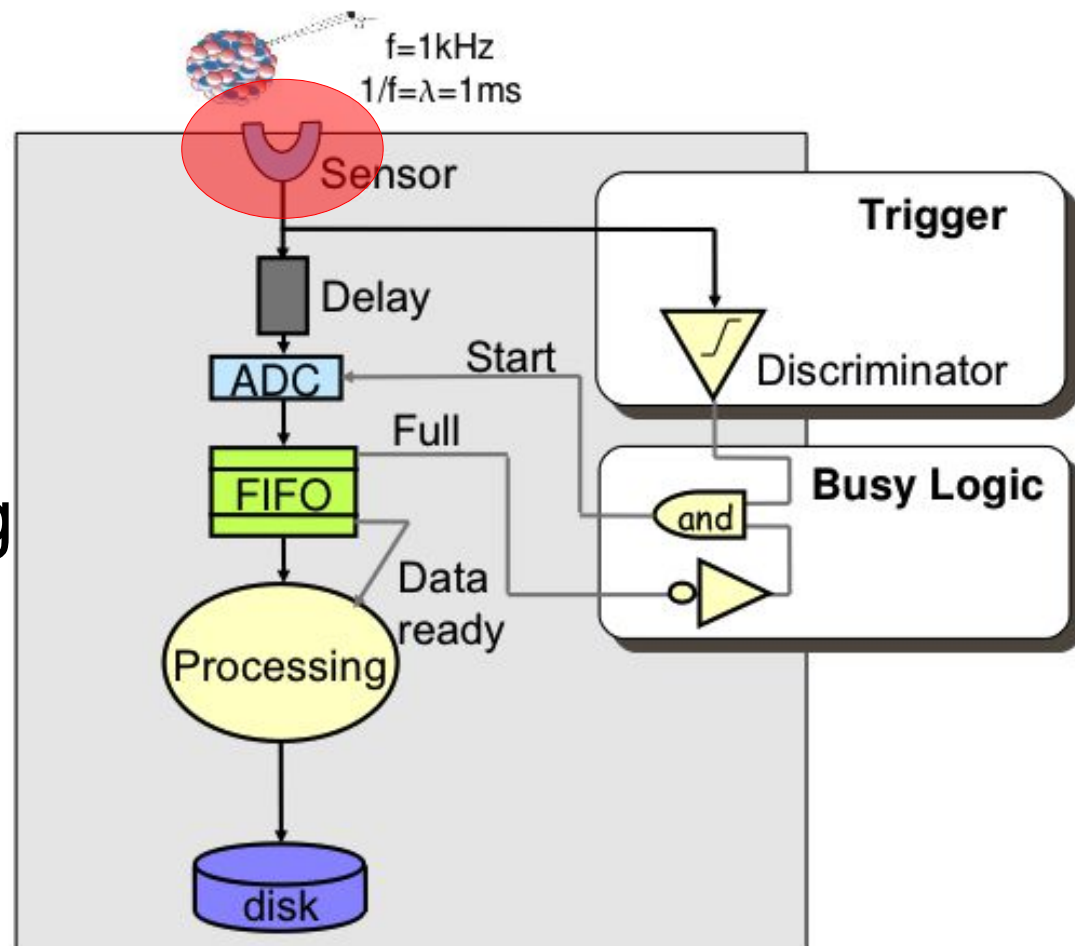 f=1kHz
1/f=λ=1ms
Sensor
Trigger
Delay
Discriminator
Start
ADC
Full
Busy Logic
FIFO
and
g
Data
ready
Processing
disk